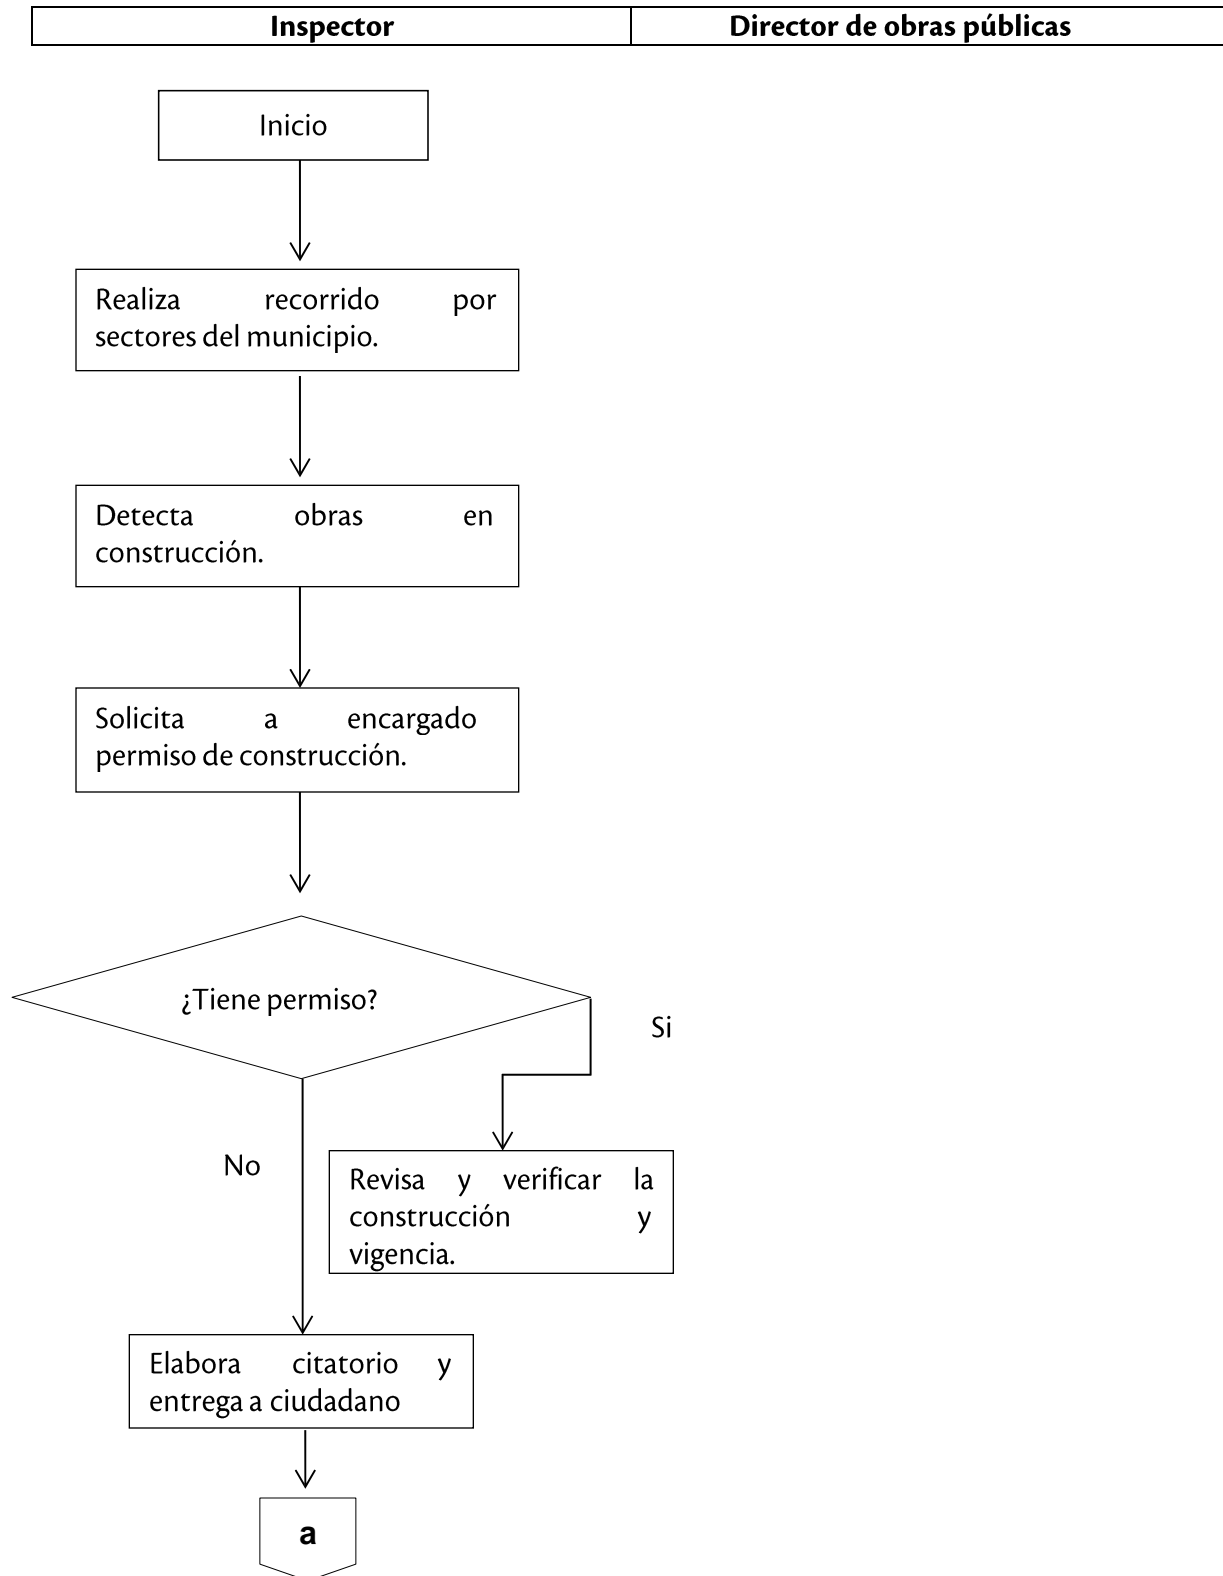 Inspector
Director de obras públicas
Inicio
Realiza recorrido por
sectores del municipio.
Detecta obras en
construcción.
Solicita a encargado
permiso de construcción.
¿Tiene permiso?
Si
No
Revisa y verificar la
construcción y
vigencia.
Elabora citatorio y
entrega a ciudadano
a